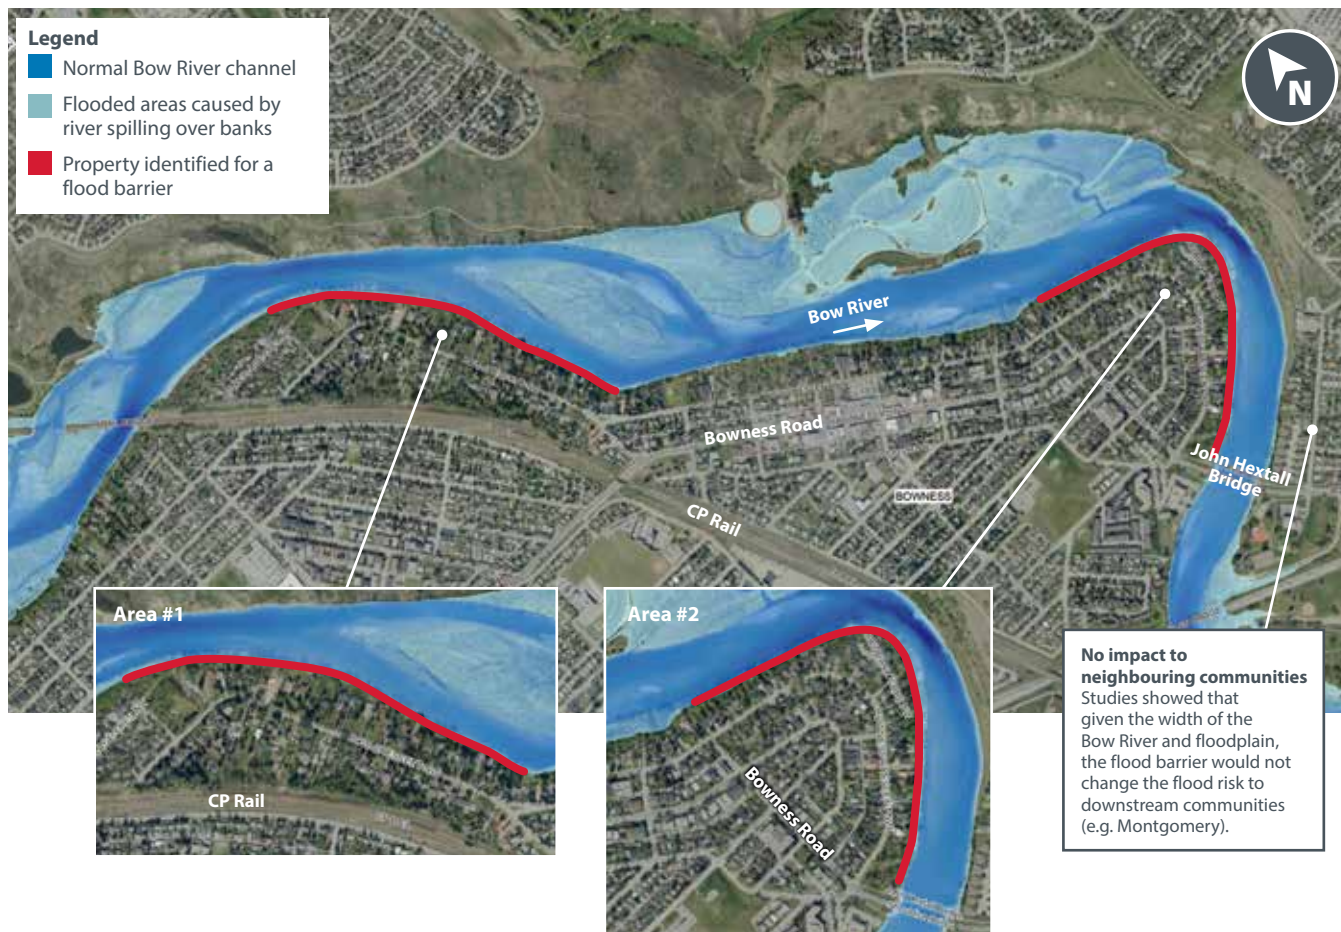 Legend
Normal Bow River channel
Flooded areas caused by
river spilling over banks
Property identified for a
flood barrier
N
Bow River
Bowness Road
BOWNESS
CP Rail
John Hextall
Bridge
Area #1
CP Rail
Area #2
Bowness Road
No impact to
neighbouring communities
Studies showed that
given the width of the
Bow River and floodplain,
the flood barrier would not
change the flood risk to
downstream communities
(e.g. Montgomery).